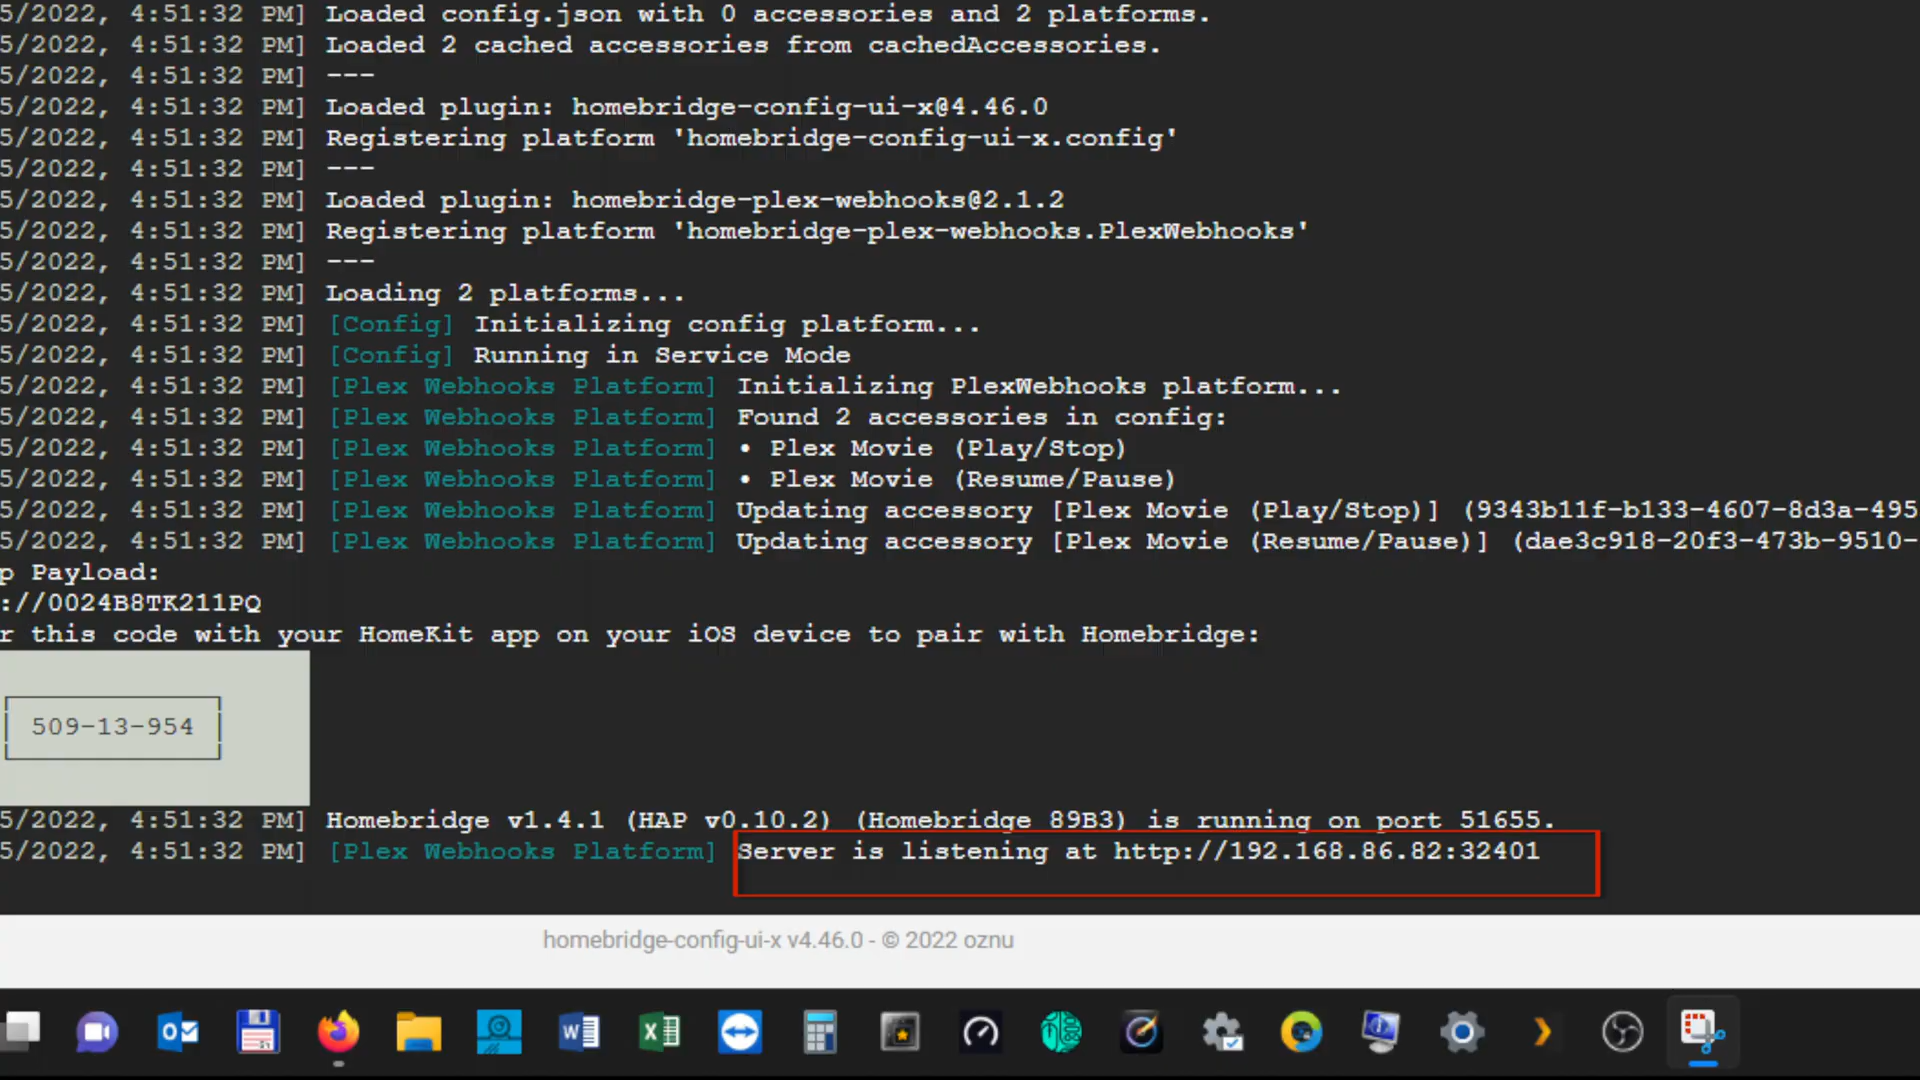 5/2022, 4:51:32 PM] Loaded config.json with 0 accessories and 2 platforms.
5/2022, 4:51:32 PM] Loaded 2 cached accessories from cachedAccessories.
5/2022, 4:51:32 PM] ---
5/2022, 4:51:32 PM] Loaded plugin: homebridge-config-ui-x@4.46.0
5/2022, 4:51:32 PM] Registering platform 'homebridge-config-ui-x.config'
5/2022, 4:51:32 PM] ---
5/2022, 4:51:32 PM] Loaded plugin: homebridge-plex-webhooks@2.1.2
5/2022, 4:51:32 PM] Registering platform 'homebridge-plex-webhooks.PlexWebhooks'
5/2022, 4:51:32 PM] ---
5/2022, 4:51:32 PM] Loading 2 platforms...
5/2022, 4:51:32 PM] [Config] Initializing config platform...
5/2022, 4:51:32 PM] [Config] Running in Service Mode
5/2022, 4:51:32 PM] [Plex Webhooks Platform] Initializing PlexWebhooks platform...
5/2022, 4:51:32 PM] [Plex Webhooks Platform] Found 2 accessories in config:
5/2022, 4:51:32 PM] [Plex Webhooks Platform] • Plex Movie (Play/Stop)
5/2022, 4:51:32 PM] [Plex Webhooks Platform] • Plex Movie (Resume/Pause)
5/2022, 4:51:32 PM] [Plex Webhooks Platform] Updating accessory [Plex Movie (Play/Stop)] (9343b11f-b133-4607-8d3a-495
5/2022, 4:51:32 PM] [Plex Webhooks Platform] Updating accessory [Plex Movie (Resume/Pause)] (dae3c918-20f3-473b-9510-
p Payload:
://0024B8TK211PQ
r this code with your HomeKit app on your iOS device to pair with Homebridge:
509-13-954
5/2022, 4:51:32 PM] Homebridge v1.4.1 (HAP v0.10.2) (Homebridge 89B3) is running on port 51655.
5/2022, 4:51:32 PM] [Plex Webhooks Platform] Server is listening at http://192.168.86.82:32401
homebridge-config-ui-x v4.46.0 - © 2022 oznu